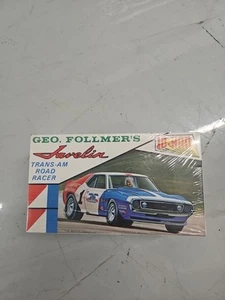 GEO. FOLLMER'S
Javelin
TRANS-AM
ROAD
RACER